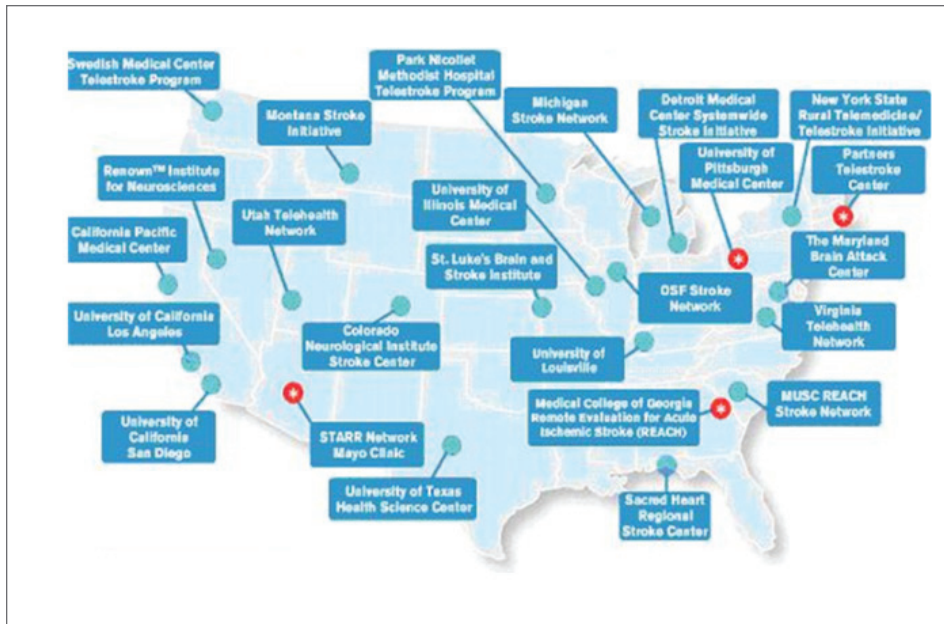 Swedish Medical Center
Telestroke Program
Park Nicollet
Methodist Hospital
Telestroke Program
Michigan
Stroke Network
Detroit Medical
Center Systemwide
Stroke Initiative
New York State
Rural Telemedicine/
Telestroke Initiative
Montana Stroke
Initiative
University of
Pittsburgh
Medical Center
Partners
Telestroke
Center
Renown™ Institute
for Neurosciences
University of
Illinois Medical
Center
Utah Telehealth
Network
California Pacific
Medical Center
St. Luke's Brain and
Stroke Institute
The Maryland
Brain Attack
Center
OSF Stroke
Network
University of California
Los Angeles
Colorado
Neurological Institute
Stroke Center
Virginia
Telehealth
Network
University of
Louisville
MUSC REACH
Stroke Network
Medical College of Georgia
Remote Evaluation for Acute
Ischemic Stroke (REACH)
University of
California
San Diego
STARR Network
Mayo Clinic
University of Texas
Health Science Center
Sacred Heart
Regional
Stroke Center